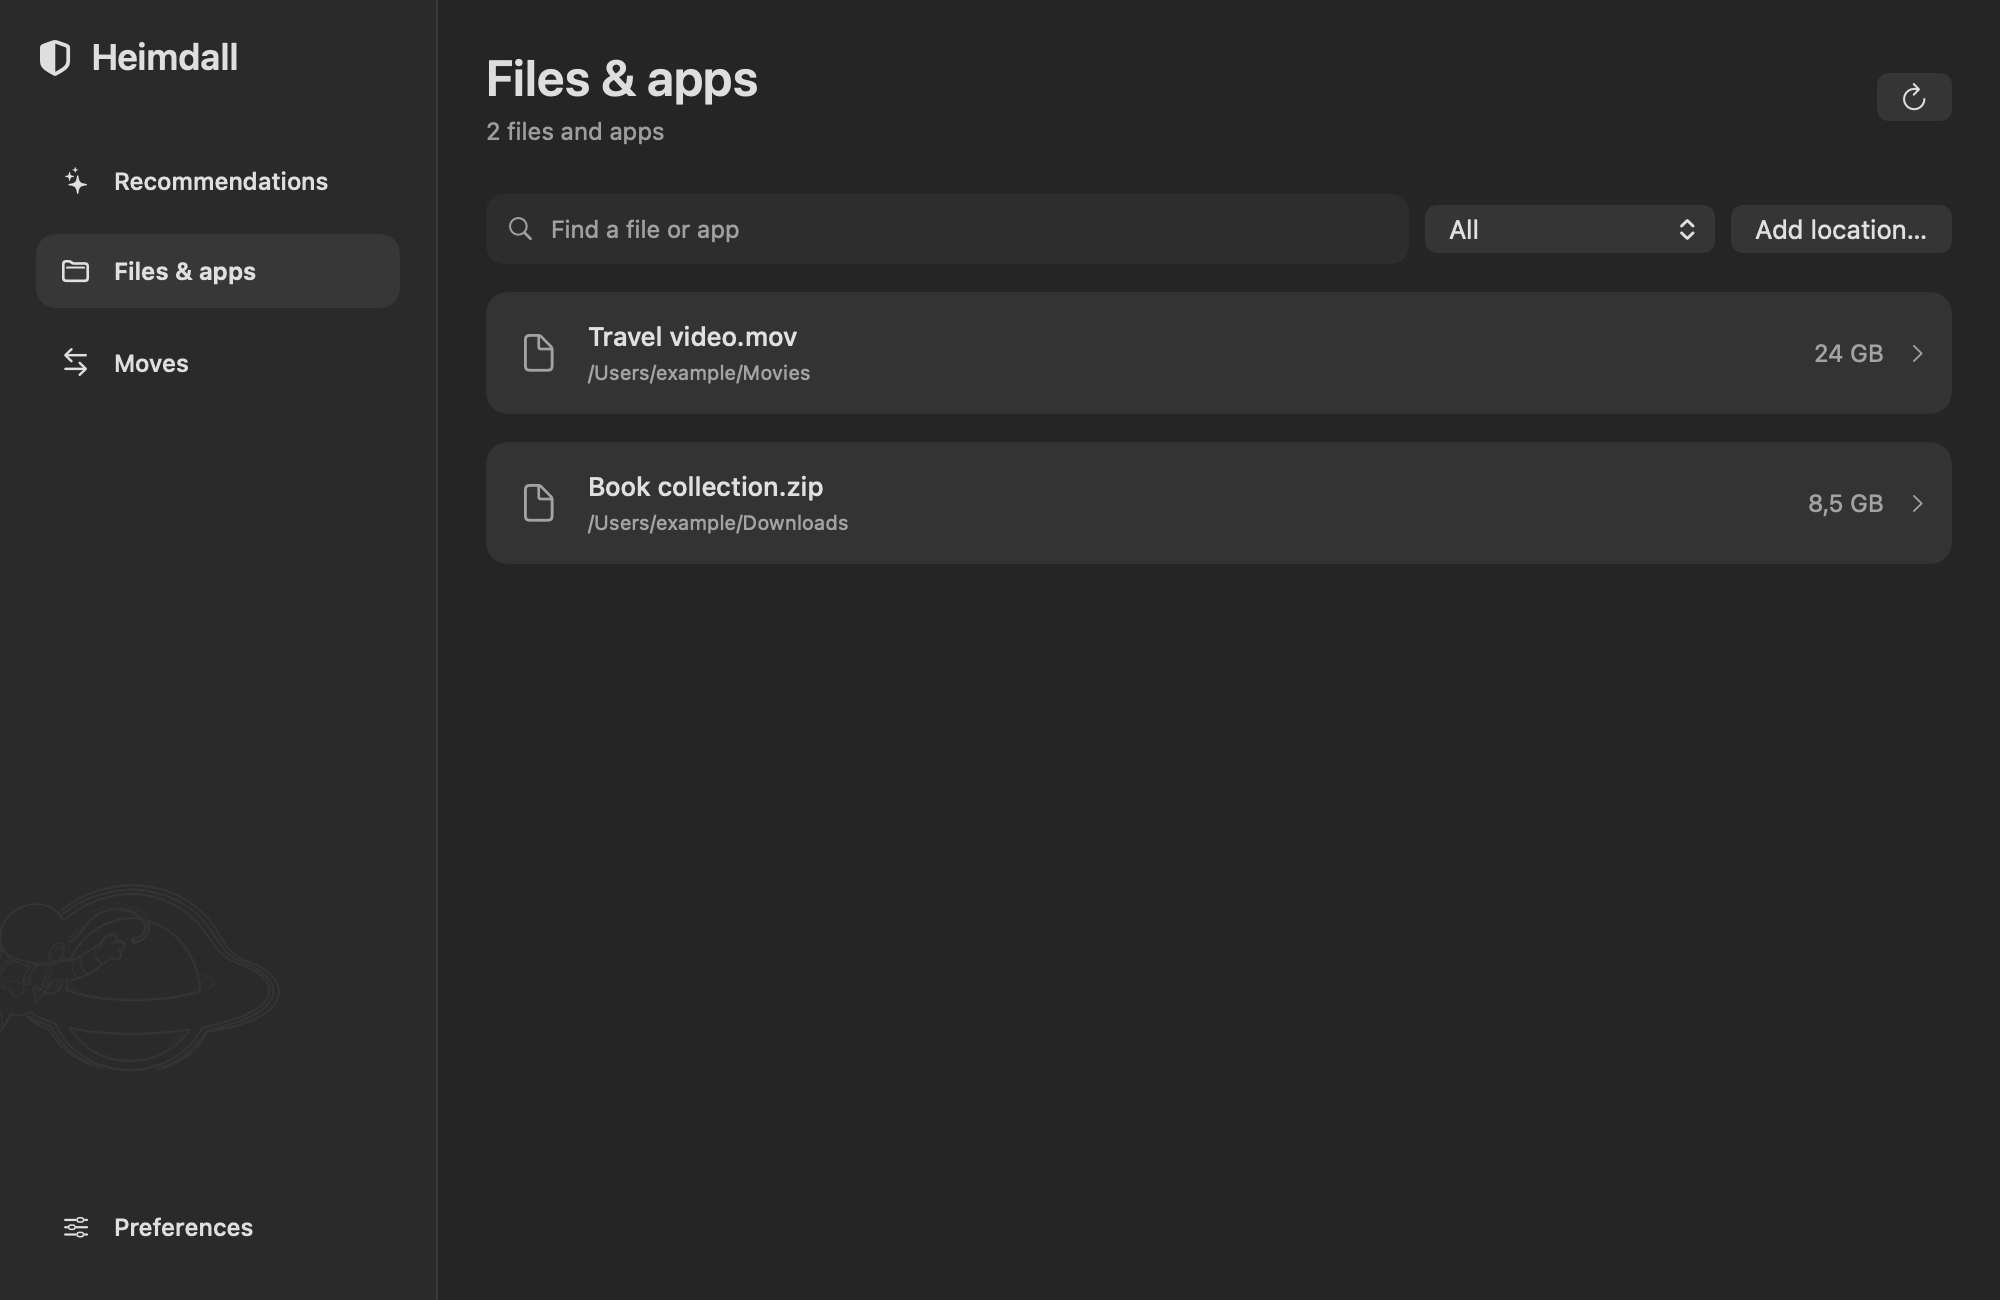 Heimdall
Recommendations
Files & apps
Moves
Preferences
Files & apps
2 files and apps
Find a file or app
All
Add location...
Travel video.mov
/Users/example/Movies
24 GB
Book collection.zip
/Users/example/Downloads
8,5 GB